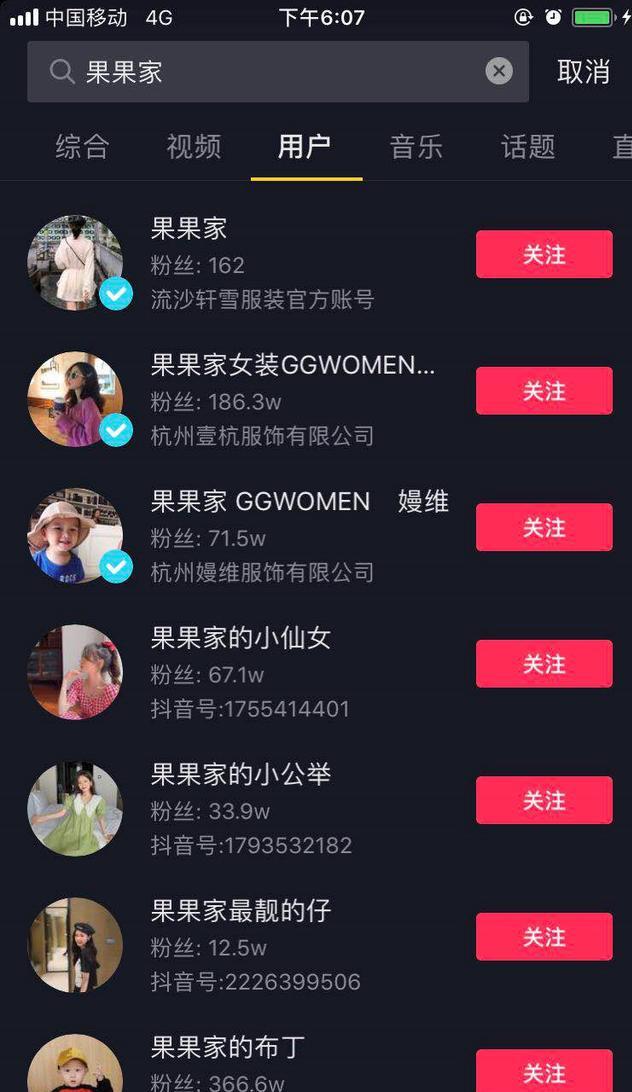 中国移动 4G 下午6:07
果果家 取消
综合 视频 用户 音乐 话题
果果家
粉丝: 162
流沙轩雪服装官方账号
关注
果果家女装GGWOMEN...
粉丝: 186.3w
杭州壹杭服饰有限公司
关注
果果家 GGWOMEN 嫚维
粉丝: 71.5w
杭州嫚维服饰有限公司
关注
果果家的小仙女
粉丝: 67.1w
抖音号:1755414401
关注
果果家的小公举
粉丝: 33.9w
抖音号:1793532182
关注
果果家最靓的仔
粉丝: 12.5w
抖音号:2226399506
关注
果果家的布丁
粉丝: 366.6w
关注